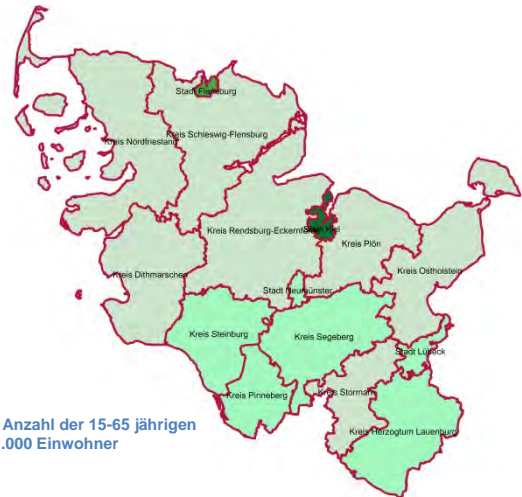 Stadt Flensburg
Kreis Schleswig-Flensburg
Kreis Nordfriesland
Kreis Rendsburg-Eckernförde
Stadt Kiel
Kreis Plön
Kreis Ostholstein
Kreis Dithmarschen
Stadt Neumünster
Kreis Steinburg
Kreis Segeberg
Stadt Lübeck
Kreis Pinneberg
Kreis Stormarn
Kreis Herzogtum Lauenburg
Anzahl der 15-65 jährigen
.000 Einwohner